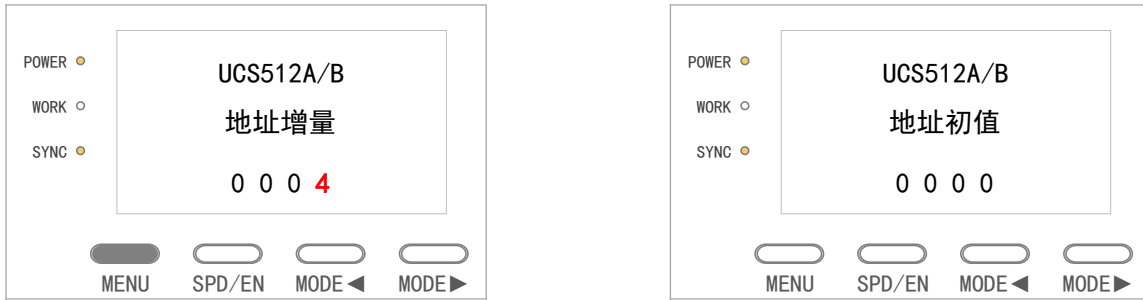 POWER
UCS512A/B
WORK
地址增量
SYNC
0 0 0 4
MENU SPD/EN MODE◀ MODE▶
POWER
UCS512A/B
WORK
地址初值
SYNC
0 0 0 0
MENU SPD/EN MODE◀ MODE▶